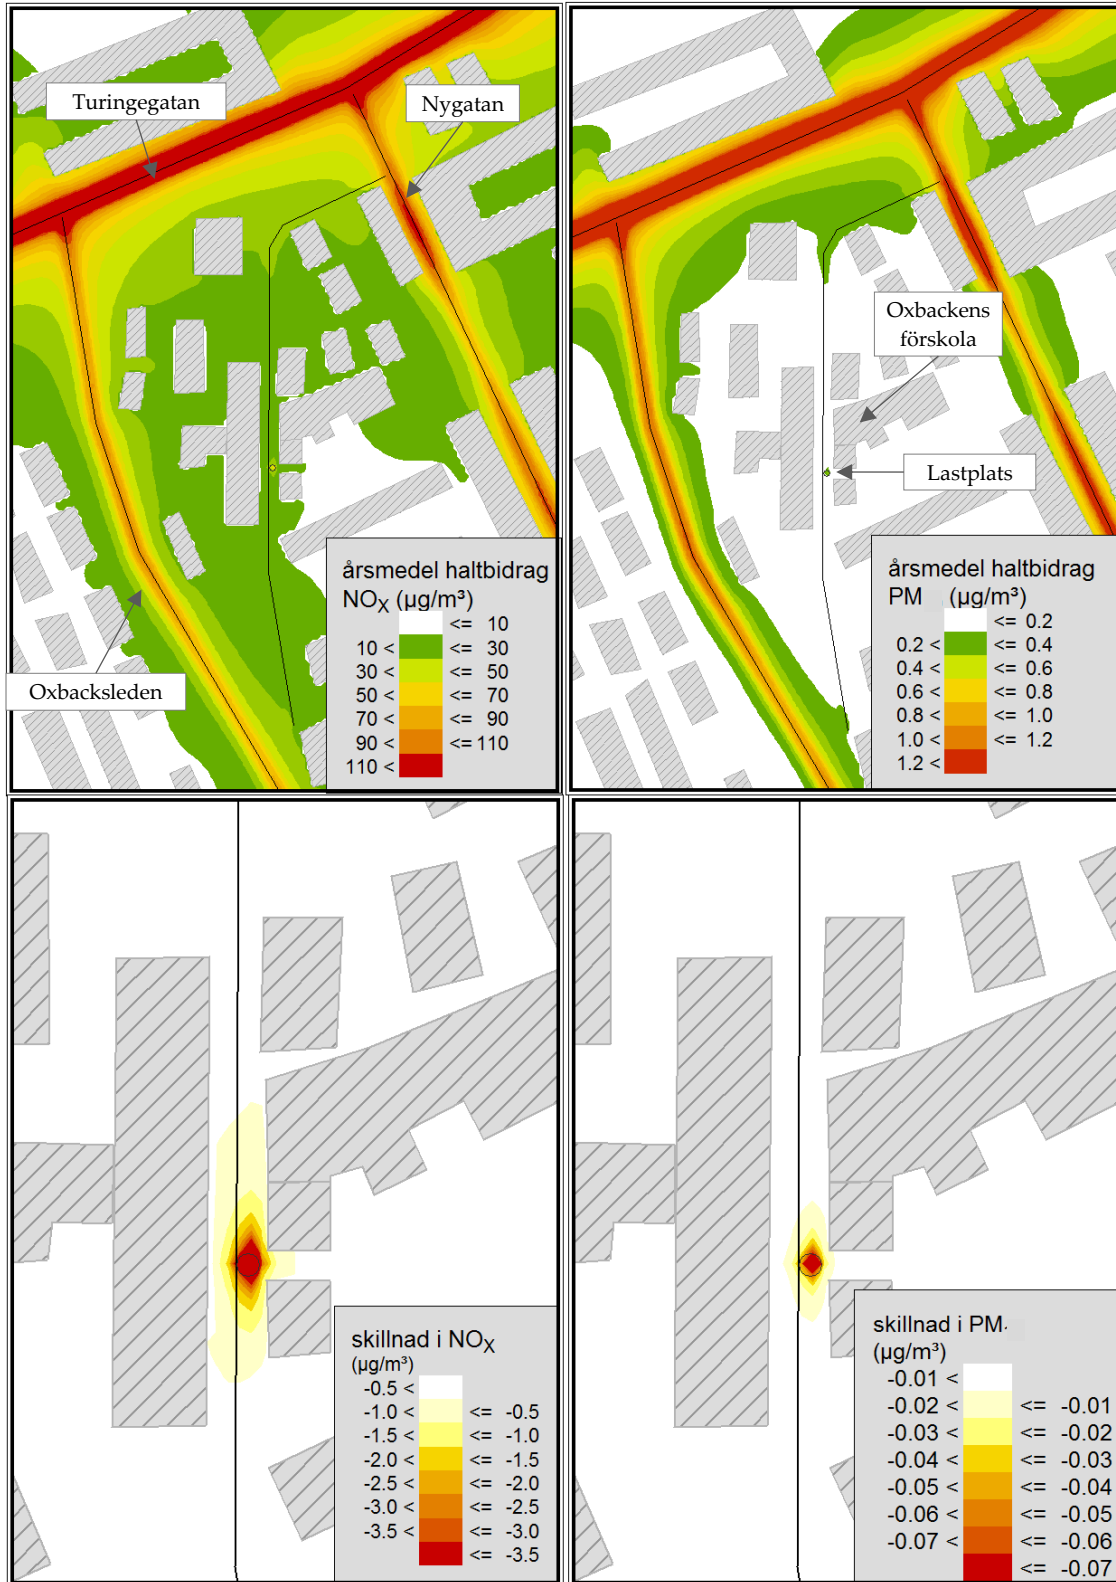 Turingegatan
Nygatan
Oxbacksleden
årsmedel haltbidrag
NOX (µg/m³)
<= 10
10 < <= 30
30 < <= 50
50 < <= 70
70 < <= 90
90 < <= 110
110 <
Oxbackens
förskola
Lastplats
årsmedel haltbidrag
PM (µg/m³)
<= 0.2
0.2 < <= 0.4
0.4 < <= 0.6
0.6 < <= 0.8
0.8 < <= 1.0
1.0 < <= 1.2
1.2 <
skillnad i NOX
(µg/m³)
-0.5 <
-1.0 < <= -0.5
-1.5 < <= -1.0
-2.0 < <= -1.5
-2.5 < <= -2.0
-3.0 < <= -2.5
-3.5 < <= -3.0
<= -3.5
skillnad i PM
(µg/m³)
-0.01 <
-0.02 < <= -0.01
-0.03 < <= -0.02
-0.04 < <= -0.03
-0.05 < <= -0.04
-0.06 < <= -0.05
-0.07 < <= -0.06
<= -0.07